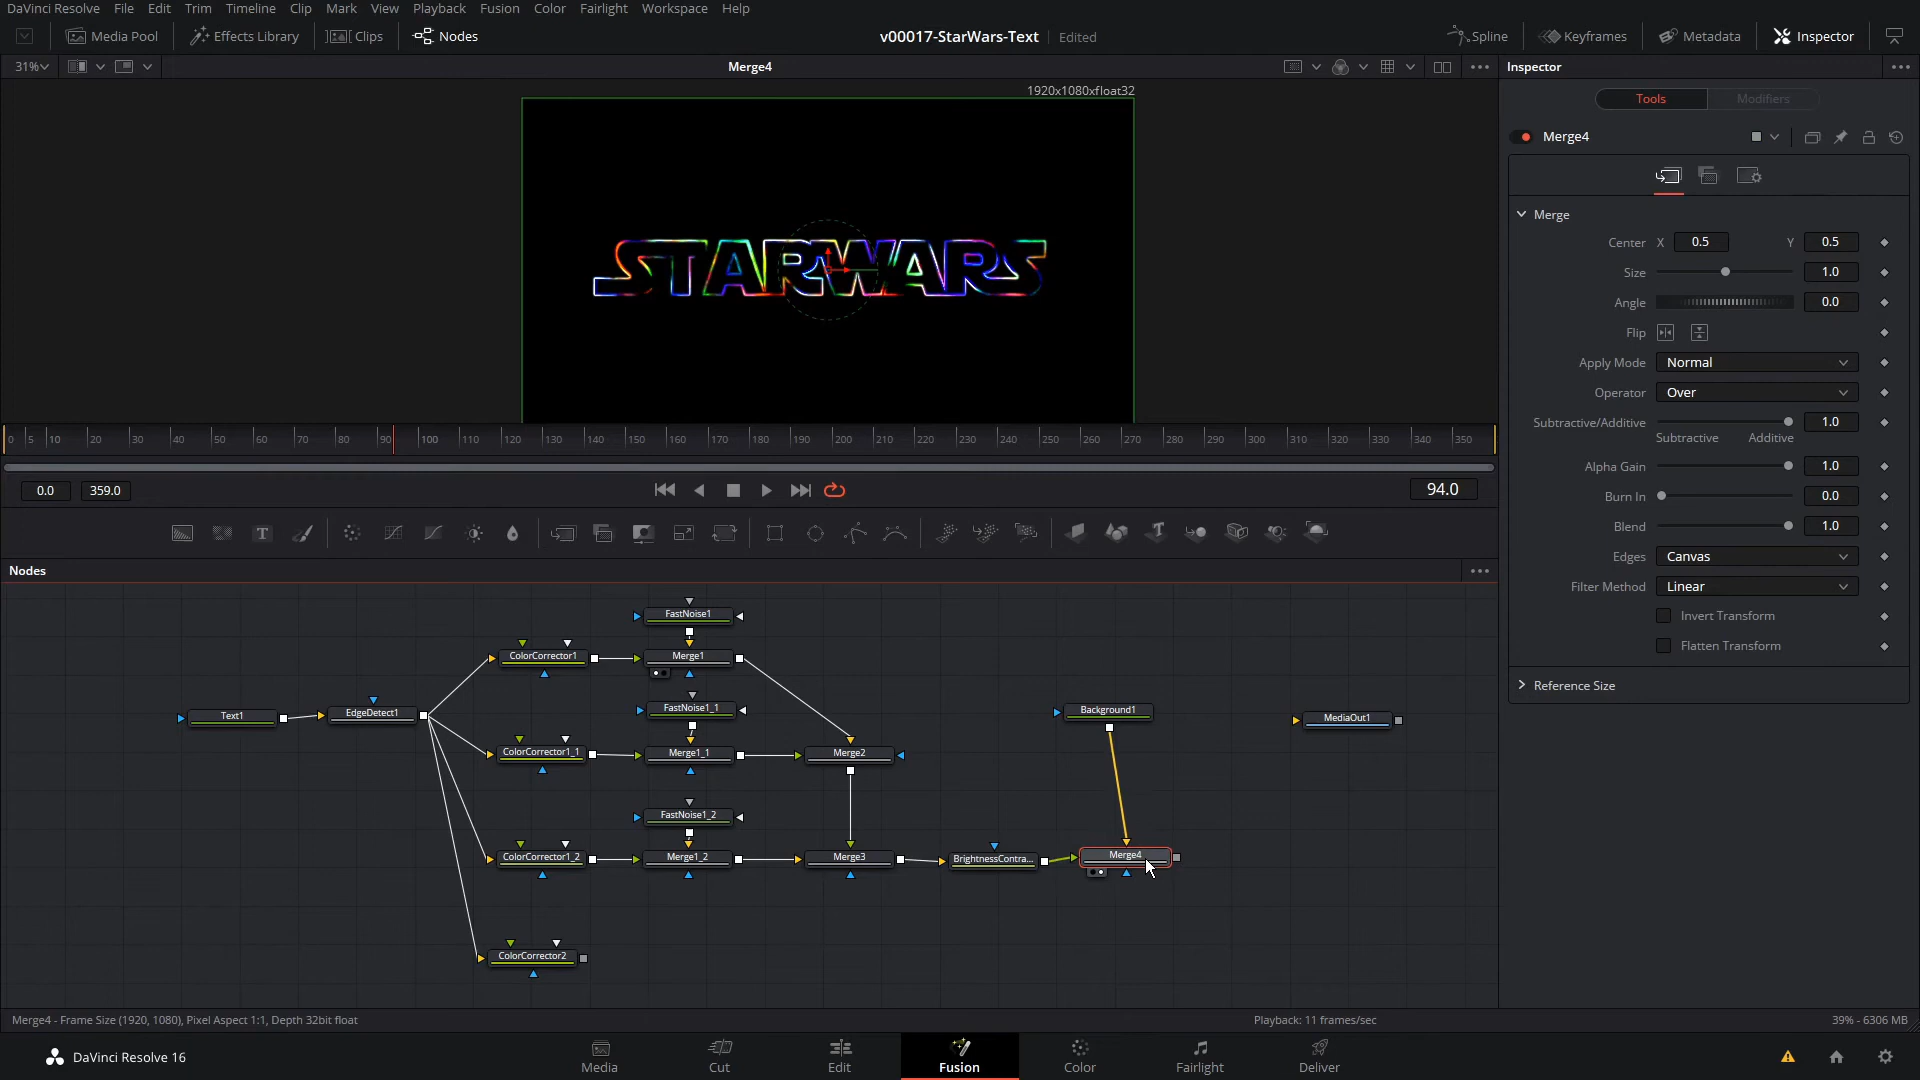 DaVinci Resolve File Edit Trim Timeline Clip Mark View Playback Fusion Color Fairlight Workspace Help
Media Pool Effects Library Clips Nodes v00017-StarWars-Text Edited Spline Keyframes Metadata Inspector
31% Merge4 Inspector
1920x1080xfloat32
Tools Modifiers
Merge4
STARWARS
Merge
Center X 0.5 Y 0.5
Size 1.0
Angle 0.0
Flip
Apply Mode Normal
Operator Over
Subtractive/Additive 1.0
Subtractive Additive
Alpha Gain 1.0
Burn In 0.0
Blend 1.0
Edges Canvas
Filter Method Linear
Invert Transform
Flatten Transform
Reference Size
0 5 10 20 30 40 50 60 70 80 90 100 110 120 130 140 150 160 170 180 190 200 210 220 230 240 250 260 270 280 290 300 310 320 330 340 350
0.0 359.0 94.0
Nodes
FastNoise1
ColorCorrector1 Merge1
FastNoise1_1
Text1 EdgeDetect1 Background1 MediaOut1
ColorCorrector1_1 Merge1_1 Merge2
FastNoise1_2
ColorCorrector1_2 Merge1_2 Merge3 BrightnessContra... Merge4
ColorCorrector2
Merge4 - Frame Size (1920, 1080), Pixel Aspect 1:1, Depth 32bit float Playback: 11 frames/sec 39% - 6306 MB
DaVinci Resolve 16 Media Cut Edit Fusion Color Fairlight Deliver